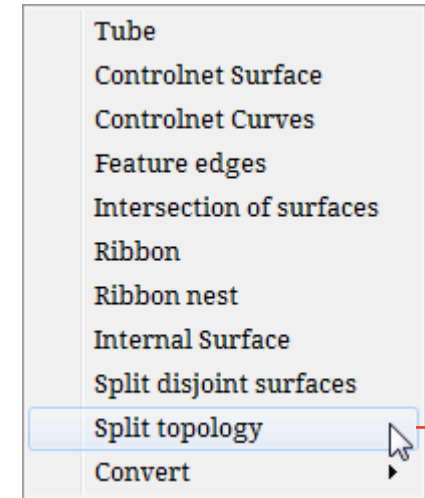 Tube
Controlnet Surface
Controlnet Curves
Feature edges
Intersection of surfaces
Ribbon
Ribbon nest
Internal Surface
Split disjoint surfaces
Split topology
Convert